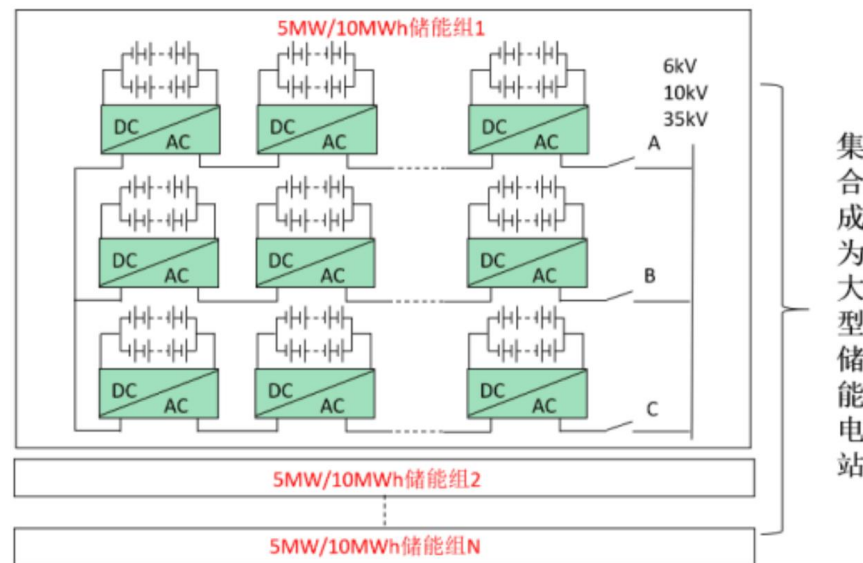 5MW/10MWh储能组1
6kV
10kV
35kV
DC AC
DC AC
DC AC
A
DC AC
DC AC
DC AC
B
DC AC
DC AC
DC AC
C
5MW/10MWh储能组2
5MW/10MWh储能组N
集合成为大型储能电站